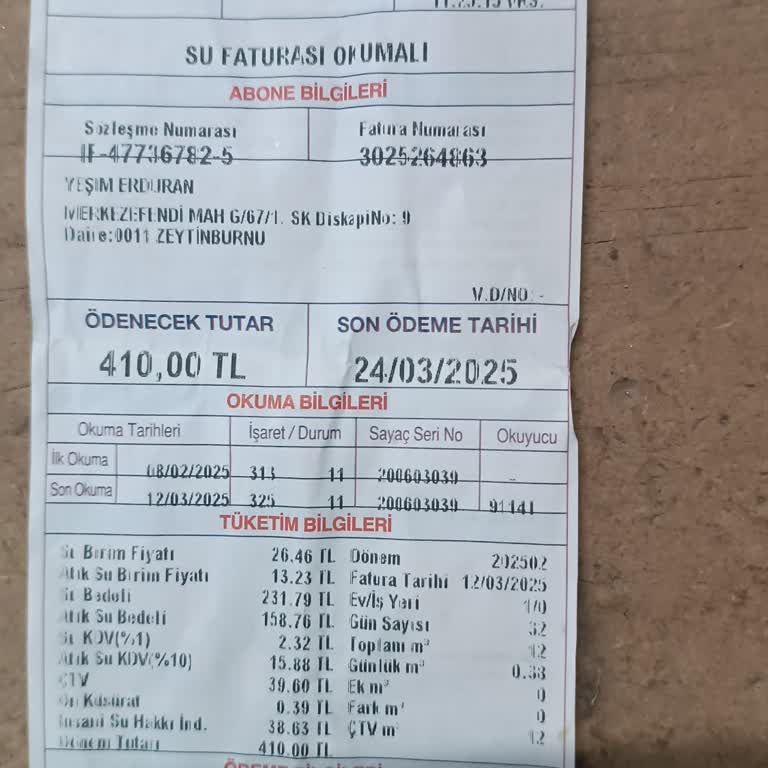 SU FATURASI OKUMALI
ABONE BİLGİLERİ
Sözleşme Numarası Fatura Numarası
IF-47736782-5 3025264863
YEŞİM ERDURAN
MERKEZEFENDİ MAH G/67/1. SK DiskapiNo: 9
Daire:0011 ZEYTİNBURNU
V.D/NO: -
ÖDENECEK TUTAR SON ÖDEME TARİHİ
410,00 TL 24/03/2025
OKUMA BİLGİLERİ
Okuma Tarihleri İşaret / Durum Sayaç Seri No Okuyucu
İlk Okuma 08/02/2025 313 11 200603039 --
Son Okuma 12/03/2025 325 11 200603039 91141
TÜKETİM BİLGİLERİ
Su Birim Fiyatı 26.46 TL Dönem 202502
Atık Su Birim Fiyatı 13.23 TL Fatura Tarihi 12/03/2025
Su Bedeli 231.79 TL Ev/İş Yeri 1/0
Atık Su Bedeli 158.76 TL Gün Sayısı 32
Su KDV(%1) 2.32 TL Toplam m³ 12
Atık Su KDV(%10) 15.88 TL Günlük m³ 0.38
ÇTV 39.60 TL Ek m³ 0
Ön Küsürat 0.39 TL Fark m³ 0
İnsani Su Hakkı İnd. 38.63 TL ÇTV m³ 12
Dönem Tutarı 410.00 TL